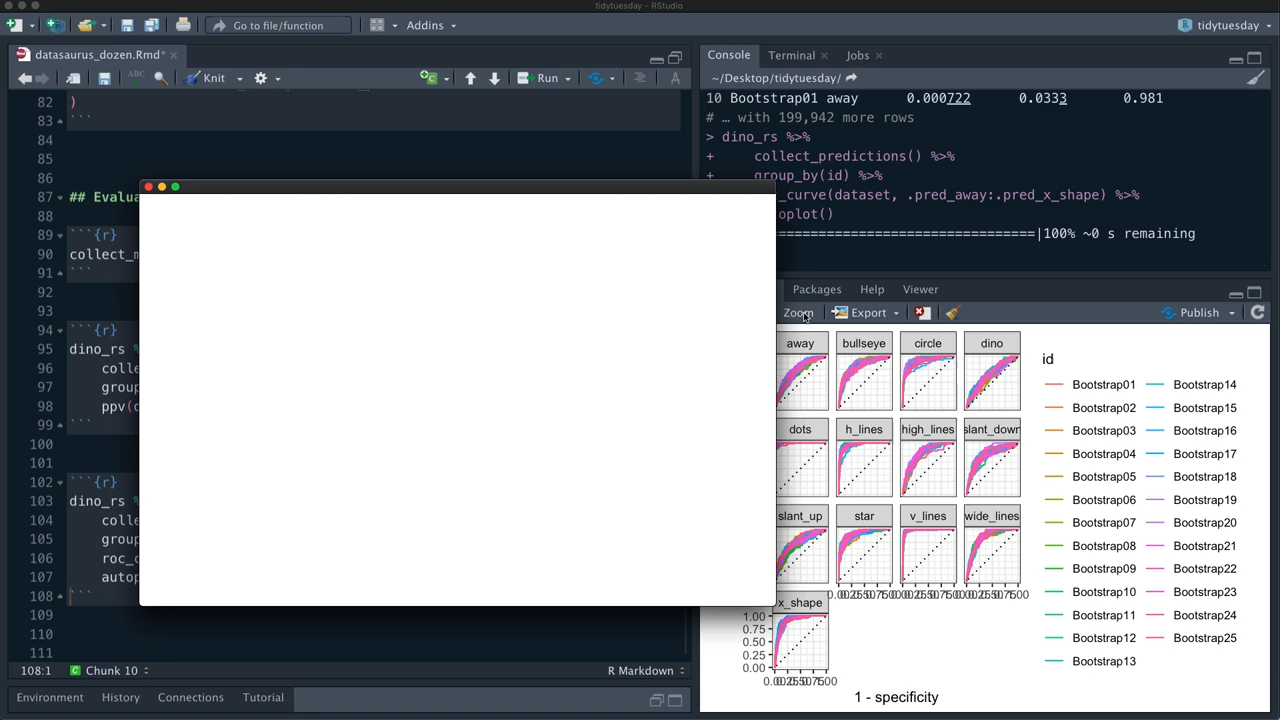 tidytuesday - RStudio
Go to file/function
Addins
tidytuesday
datasaurus_dozen.Rmd*
ABC
Knit
Run
82 )
83 ```
84
85
86
87 ## Evalua
88
89 ```{r}
90 collect_m
91 ```
92
93
94 ```{r}
95 dino_rs %
96 colle
97 group
98 ppv(d
99 ```
100
101
102 ```{r}
103 dino_rs %
104 colle
105 group
106 roc_c
107 autop
108 ```
109
110
111
108:1 Chunk 10 R Markdown
Environment History Connections Tutorial
Console Terminal Jobs
~/Desktop/tidytuesday/
10 Bootstrap01 away 0.000722 0.0333 0.981
# … with 199,942 more rows
> dino_rs %>%
+ collect_predictions() %>%
+ group_by(id) %>%
_curve(dataset, .pred_away:.pred_x_shape) %>%
oplot()
=================================|100% ~0 s remaining
Packages Help Viewer
Zoom Export Publish
away bullseye circle dino
dots h_lines high_lines slant_down
slant_up star v_lines wide_lines
x_shape
1.00
0.75
0.50
0.25
0.00
1 - specificity
id
Bootstrap01 Bootstrap14
Bootstrap02 Bootstrap15
Bootstrap03 Bootstrap16
Bootstrap04 Bootstrap17
Bootstrap05 Bootstrap18
Bootstrap06 Bootstrap19
Bootstrap07 Bootstrap20
Bootstrap08 Bootstrap21
Bootstrap09 Bootstrap22
Bootstrap10 Bootstrap23
Bootstrap11 Bootstrap24
Bootstrap12 Bootstrap25
Bootstrap13